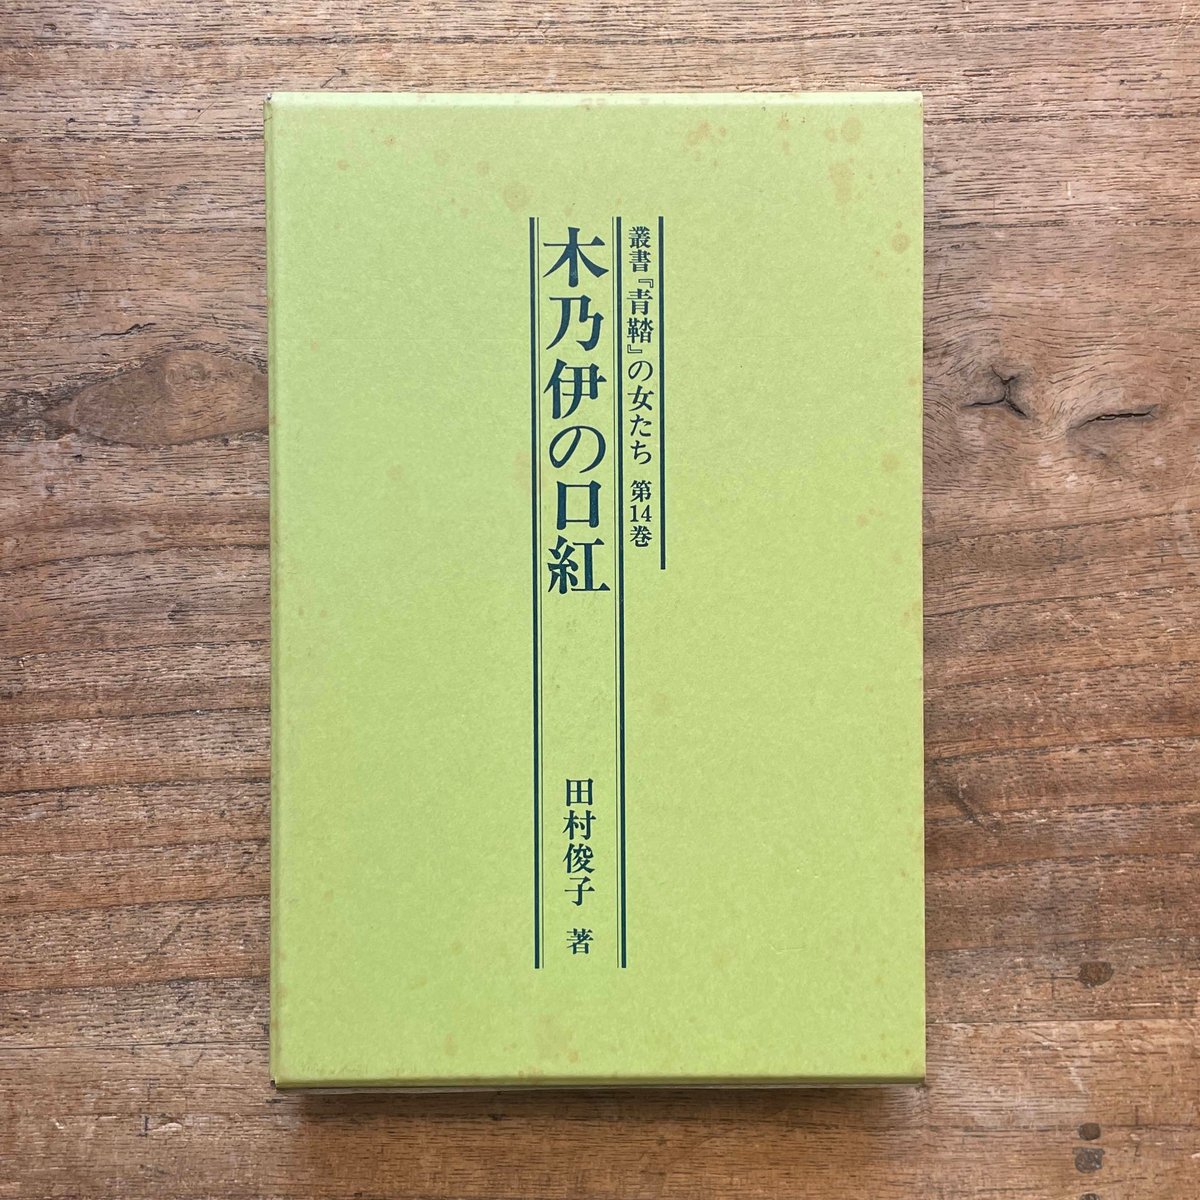 叢書『青鞜』の女たち 第14巻
木乃伊の口紅
田村俊子 著